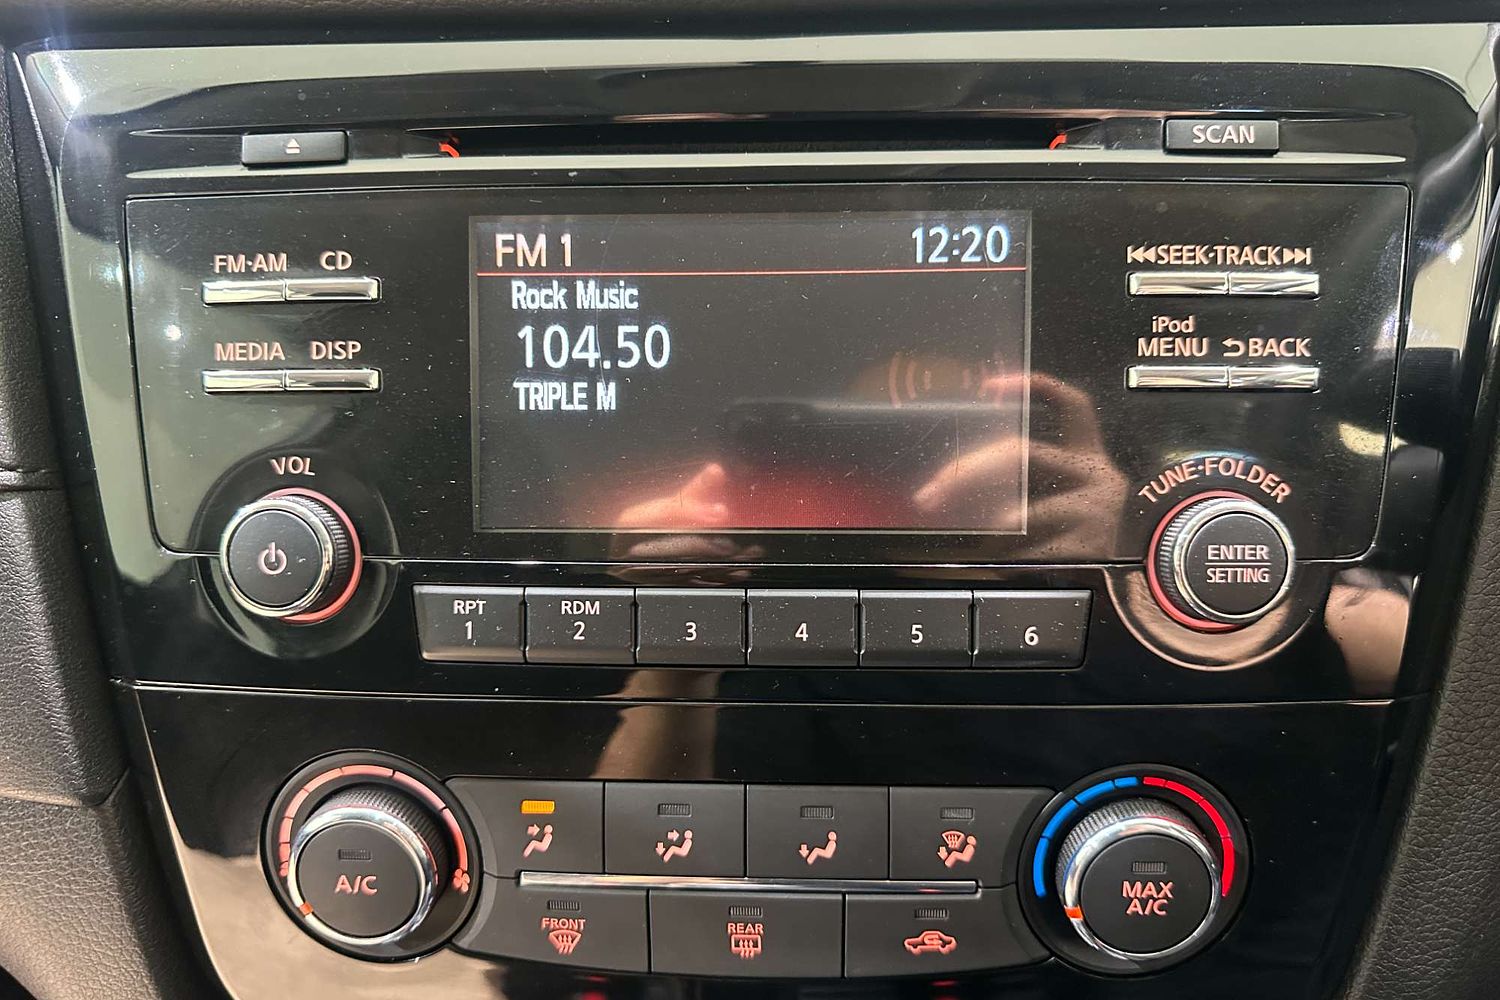 SCAN
FM·AM CD
MEDIA DISP
VOL
FM 1 12:20
Rock Music
104.50
TRIPLE M
SEEK·TRACK
iPod
MENU BACK
TUNE·FOLDER
ENTER
SETTING
RPT
1
RDM
2
3
4
5
6
A/C
FRONT
REAR
MAX
A/C